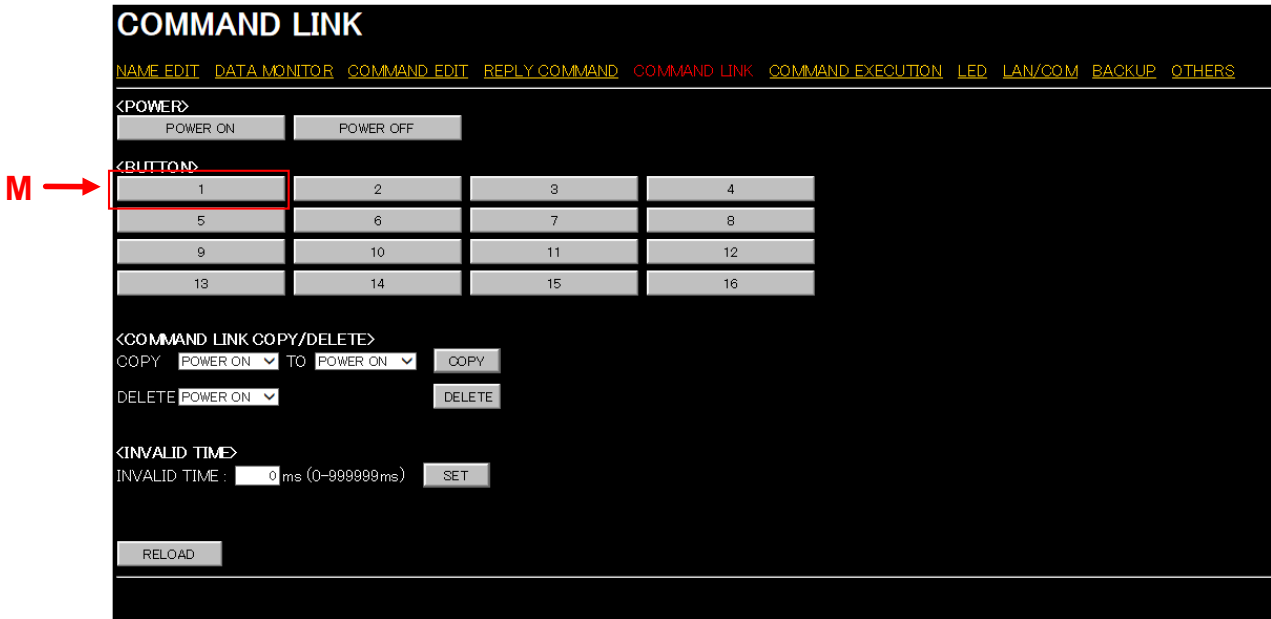 COMMAND LINK
NAME EDIT DATA MONITOR COMMAND EDIT REPLY COMMAND COMMAND LINK COMMAND EXECUTION LED LAN/COM BACKUP OTHERS
<POWER>
POWER ON POWER OFF
<BUTTON>
M
1 2 3 4
5 6 7 8
9 10 11 12
13 14 15 16
<COMMAND LINK COPY/DELETE>
COPY POWER ON TO POWER ON COPY
DELETE POWER ON DELETE
<INVALID TIME>
INVALID TIME : 0 ms (0-999999ms) SET
RELOAD